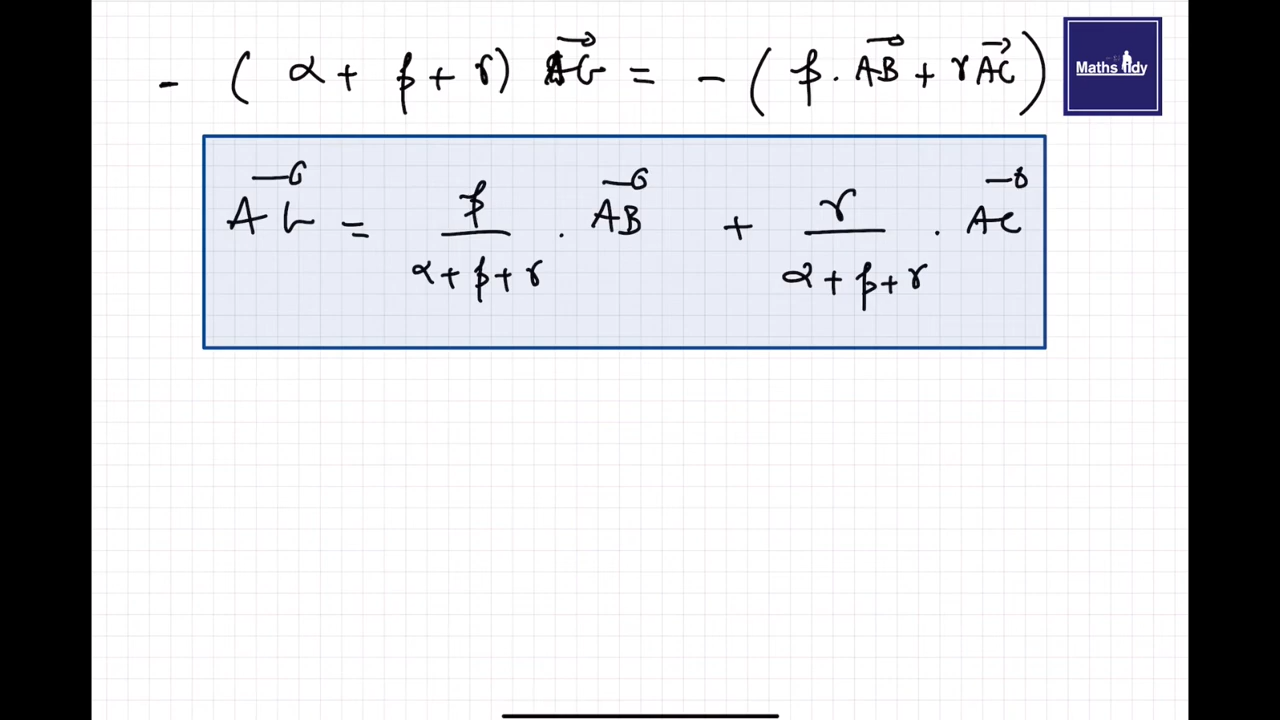 - (α + β + γ) AG⃗ = - (β . AB⃗ + γ AC⃗)
Maths Tidy
AG⃗ = β/(α + β + γ) . AB⃗ + γ/(α + β + γ) . AC⃗